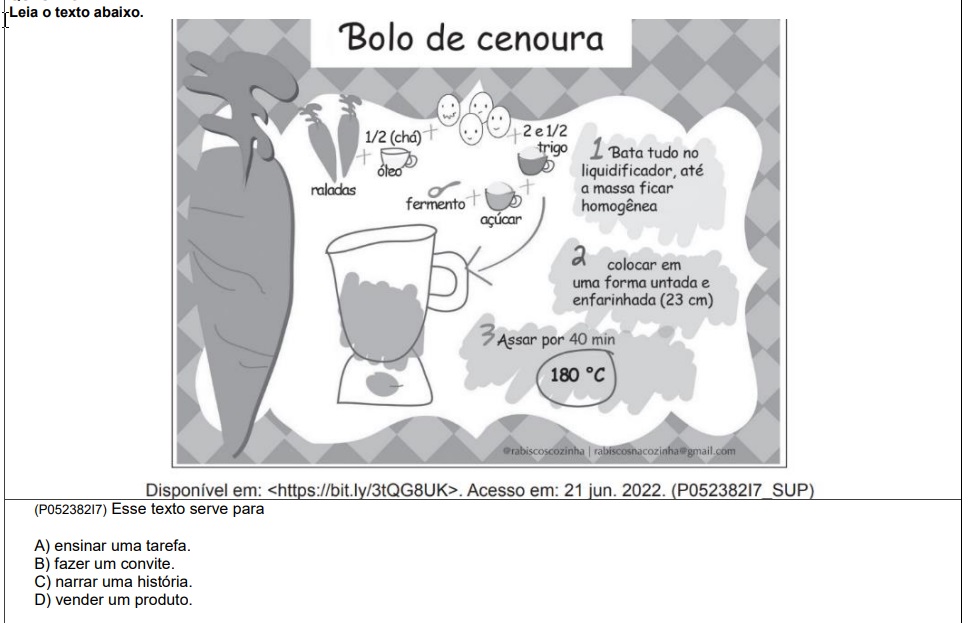 Leia o texto abaixo.
Bolo de cenoura
1/2 (chá)
óleo
raladas
2 e 1/2
trigo
fermento
açúcar
1 Bata tudo no
liquidificador, até
a massa ficar
homogênea
2 colocar em
uma forma untada e
enfarinhada (23 cm)
3 Assar por 40 min
180 °C
@rabiscoscozinha | rabiscosnacozinha@gmail.com
Disponível em: <https://bit.ly/3tQG8UK>. Acesso em: 21 jun. 2022. (P052382I7_SUP)
(P052382I7) Esse texto serve para
A) ensinar uma tarefa.
B) fazer um convite.
C) narrar uma história.
D) vender um produto.